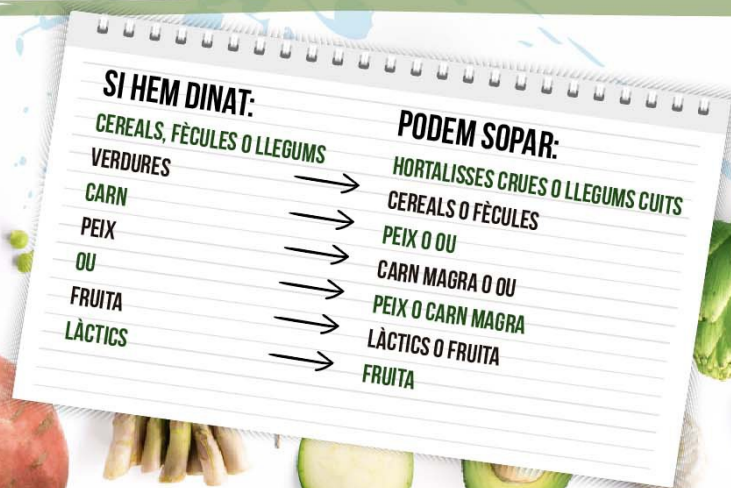 SI HEM DINAT:
CEREALS, FÈCULES O LLEGUMS
VERDURES
CARN
PEIX
OU
FRUITA
LÀCTICS
PODEM SOPAR:
HORTALISSES CRUES O LLEGUMS CUITS
CEREALS O FÈCULES
PEIX O OU
CARN MAGRA O OU
PEIX O CARN MAGRA
LÀCTICS O FRUITA
FRUITA